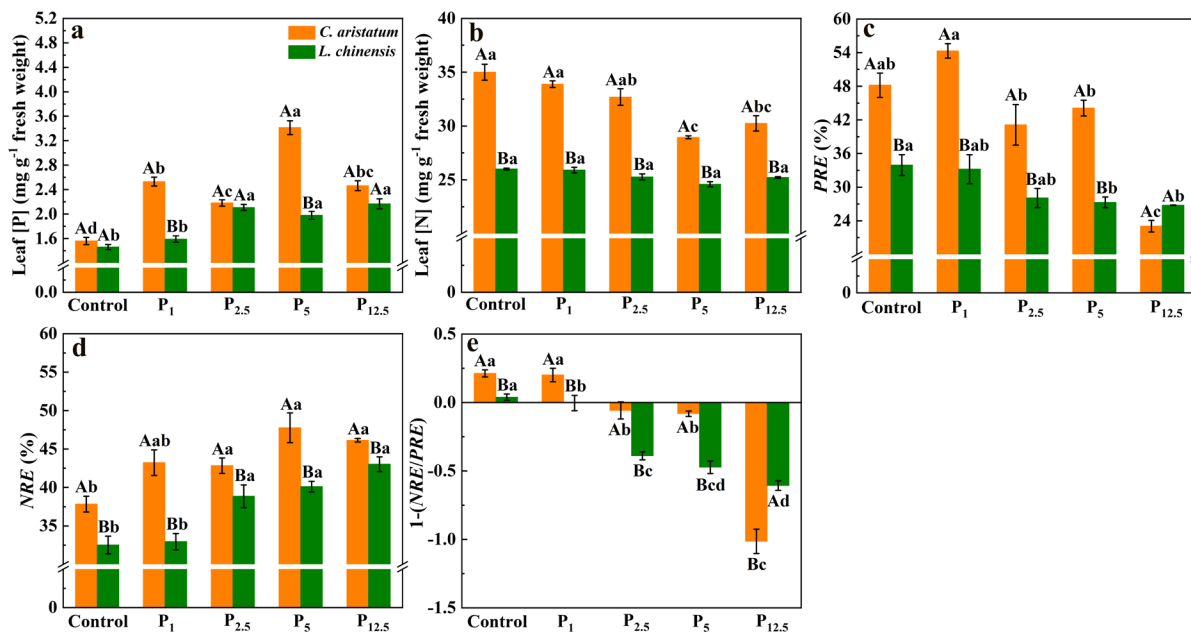 a
Leaf [P] (mg g⁻¹ fresh weight)
5.2
4.8
4.4
4.0
3.6
3.2
2.8
2.4
2.0
1.6
0.0
C. aristatum
L. chinensis
Ad Ab
Ab Bb
Ac Aa
Aa Ba
Abc Aa
Control P₁ P₂.₅ P₅ P₁₂.₅
b
Leaf [N] (mg g⁻¹ fresh weight)
40
35
30
25
0
Aa Ba
Aa Ba
Aab Ba
Ac Ba
Abc Ba
Control P₁ P₂.₅ P₅ P₁₂.₅
c
PRE (%)
60
54
48
42
36
30
24
0
Aab Ba
Aa Bab
Ab Bab
Ab Bb
Ac Ab
Control P₁ P₂.₅ P₅ P₁₂.₅
d
NRE (%)
60
55
50
45
40
35
0
Ab Bb
Aab Bb
Aa Ba
Aa Ba
Aa Ba
Control P₁ P₂.₅ P₅ P₁₂.₅
e
1-(NRE/PRE)
0.5
0.0
-0.5
-1.0
-1.5
Aa Ba
Aa Bb
Ab Bc
Ab Bcd
Bc Ad
Control P₁ P₂.₅ P₅ P₁₂.₅